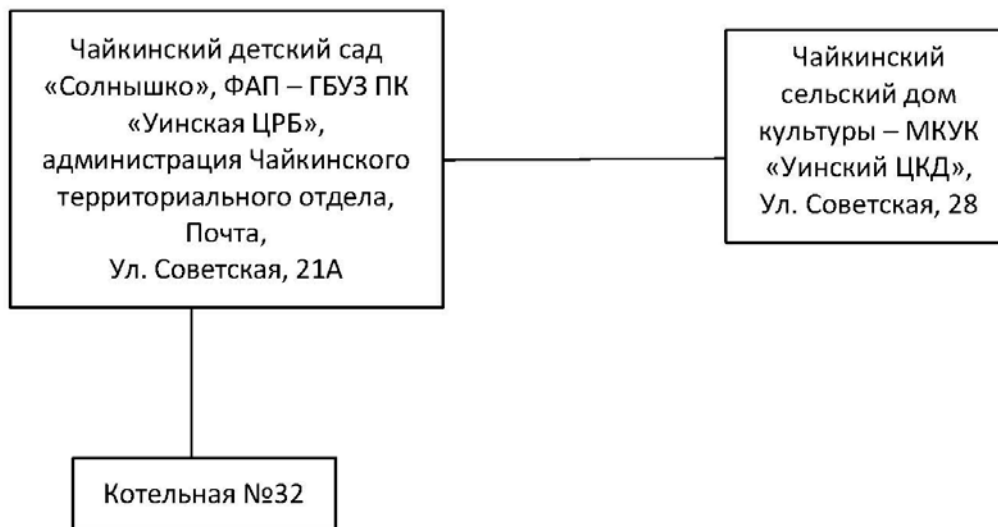 Чайкинский детский сад
«Солнышко», ФАП – ГБУЗ ПК
«Уинская ЦРБ»,
администрация Чайкинского
территориального отдела,
Почта,
Ул. Советская, 21А
Чайкинский
сельский дом
культуры – МКУК
«Уинский ЦКД»,
Ул. Советская, 28
Котельная №32